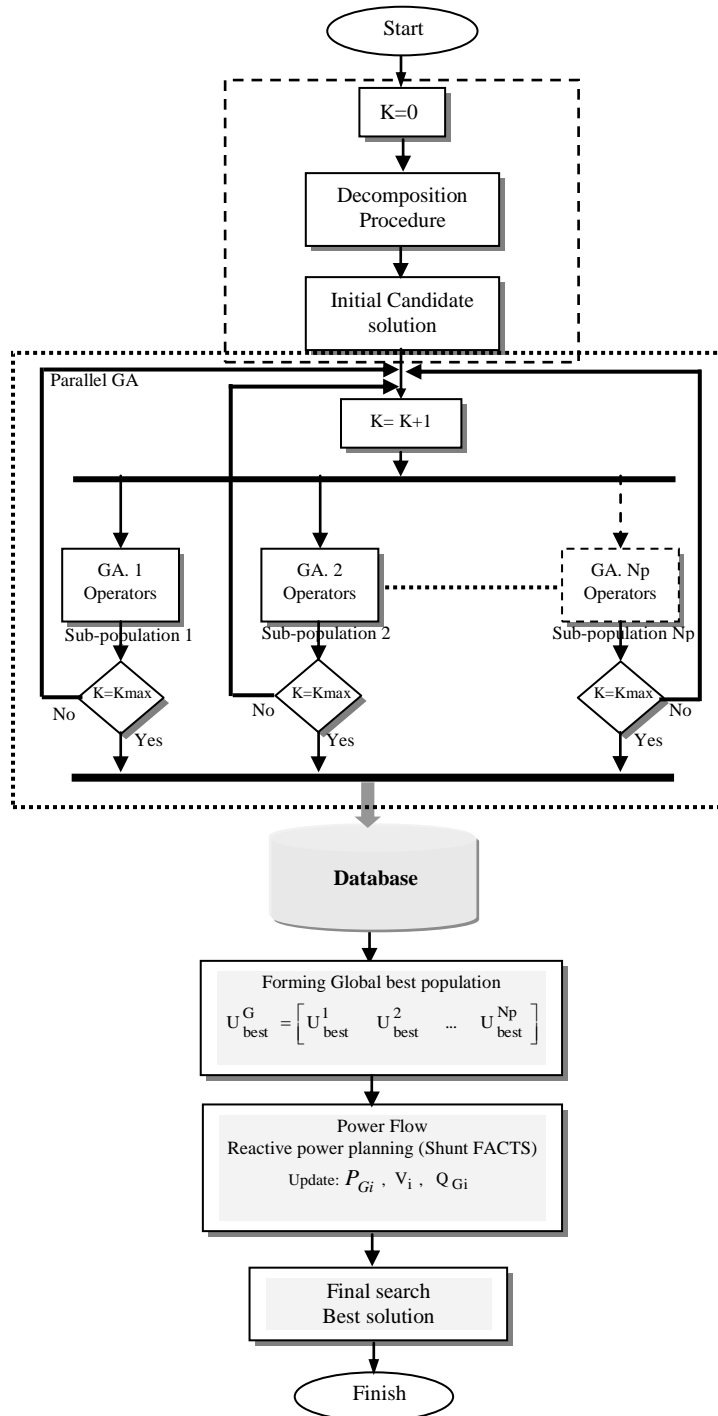 Start
K=0
Decomposition
Procedure
Initial Candidate
solution
Parallel GA
K= K+1
GA. 1
Operators
GA. 2
Operators
GA. Np
Operators
Sub-population 1
Sub-population 2
Sub-population Np
K=Kmax
K=Kmax
K=Kmax
No
No
No
Yes
Yes
Yes
Database
Forming Global best population
U^G_best = [U^1_best U^2_best ... U^Np_best]
Power Flow
Reactive power planning (Shunt FACTS)
Update: P_Gi , V_i , Q_Gi
Final search
Best solution
Finish